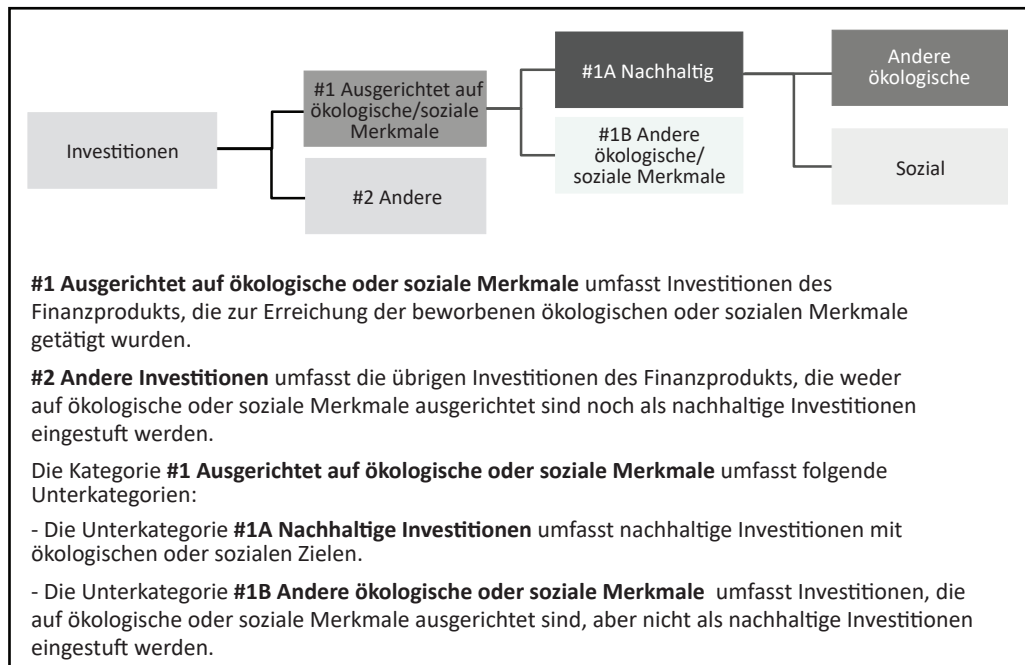 Investitionen
#1 Ausgerichtet auf
ökologische/soziale
Merkmale
#2 Andere
#1A Nachhaltig
#1B Andere
ökologische/
soziale Merkmale
Andere
ökologische
Sozial
#1 Ausgerichtet auf ökologische oder soziale Merkmale umfasst Investitionen des
Finanzprodukts, die zur Erreichung der beworbenen ökologischen oder sozialen Merkmale
getätigt wurden.
#2 Andere Investitionen umfasst die übrigen Investitionen des Finanzprodukts, die weder
auf ökologische oder soziale Merkmale ausgerichtet sind noch als nachhaltige Investitionen
eingestuft werden.
Die Kategorie #1 Ausgerichtet auf ökologische oder soziale Merkmale umfasst folgende
Unterkategorien:
- Die Unterkategorie #1A Nachhaltige Investitionen umfasst nachhaltige Investitionen mit
ökologischen oder sozialen Zielen.
- Die Unterkategorie #1B Andere ökologische oder soziale Merkmale umfasst Investitionen, die
auf ökologische oder soziale Merkmale ausgerichtet sind, aber nicht als nachhaltige Investitionen
eingestuft werden.